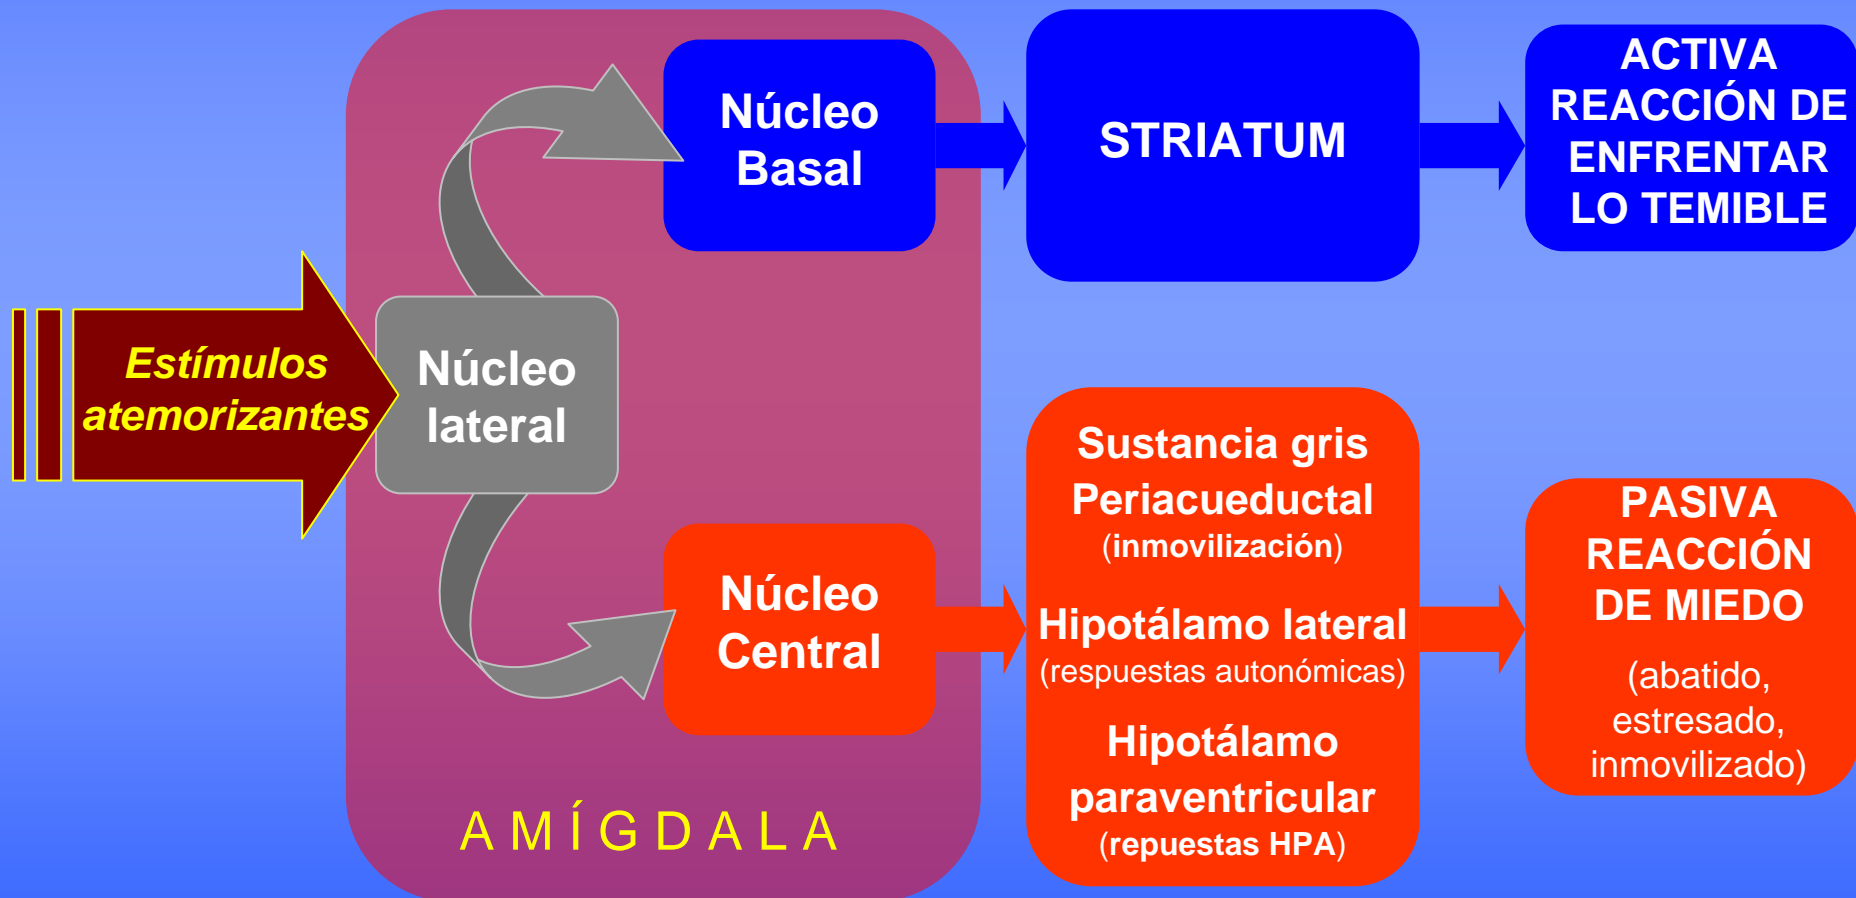 Estímulos
atemorizantes
Núcleo
lateral
Núcleo
Basal
STRIATUM
ACTIVA
REACCIÓN DE
ENFRENTAR
LO TEMIBLE
Núcleo
Central
Sustancia gris
Periacueductal
(inmovilización)
Hipotálamo lateral
(respuestas autonómicas)
Hipotálamo
paraventricular
(repuestas HPA)
PASIVA
REACCIÓN
DE MIEDO
(abatido,
estresado,
inmovilizado)
AMÍGDALA